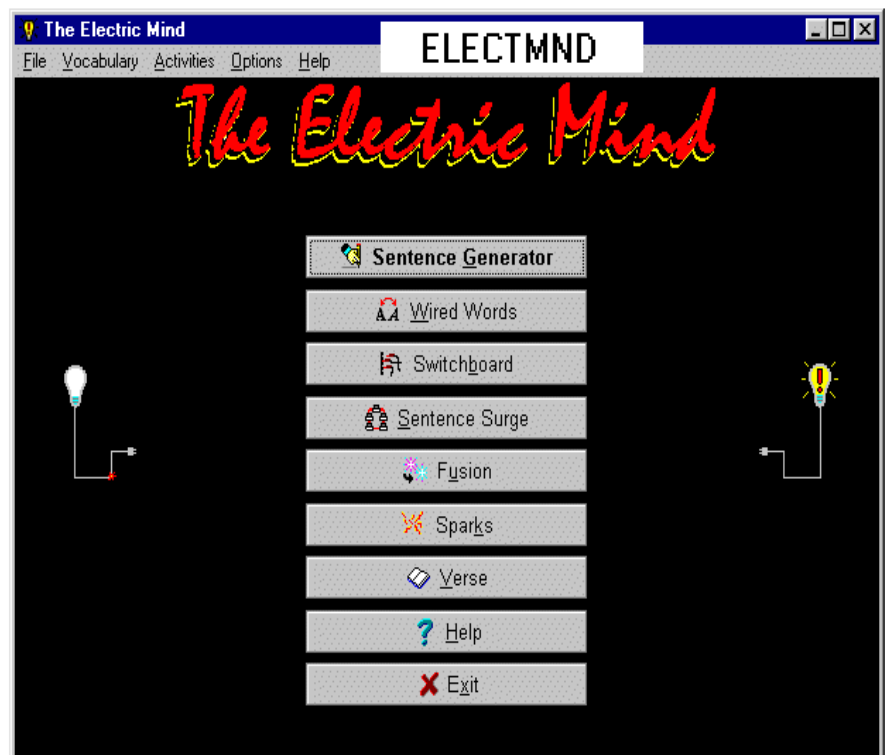 The Electric Mind
ELECTMND
File Vocabulary Activities Options Help
The Electric Mind
Sentence Generator
Wired Words
Switchboard
Sentence Surge
Fusion
Sparks
Verse
? Help
Exit